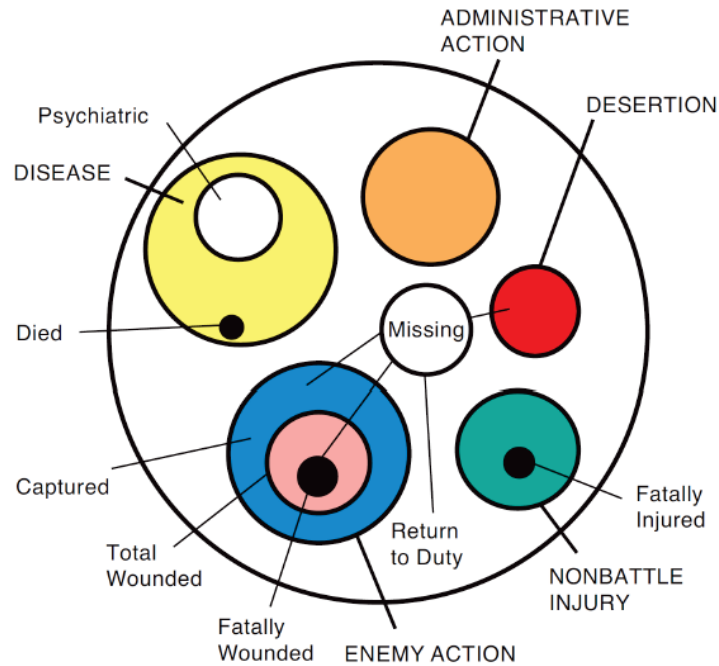 ADMINISTRATIVE
ACTION
DESERTION
Psychiatric
DISEASE
Died
Missing
Captured
Total
Wounded
Fatally
Wounded
ENEMY ACTION
Return
to Duty
Fatally
Injured
NONBATTLE
INJURY